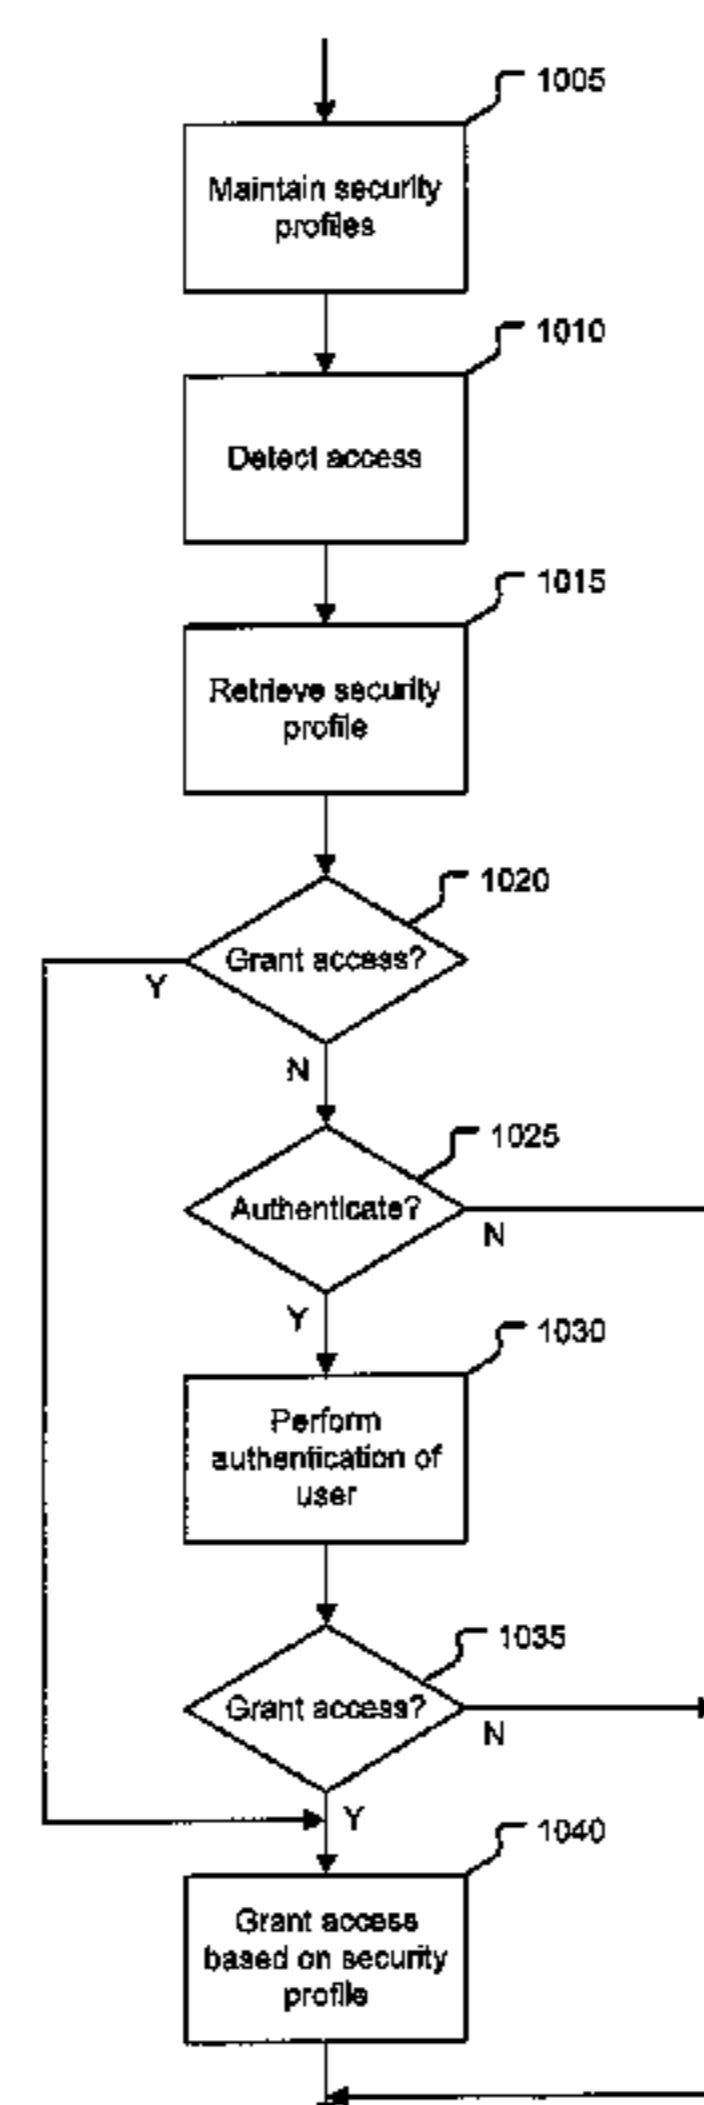 1005
Maintain security
profiles
1010
Detect access
1015
Retrieve security
profile
1020
Grant access?
Y
N
1025
Authenticate?
N
Y
1030
Perform
authentication of
user
1035
Grant access?
N
Y
1040
Grant access
based on security
profile